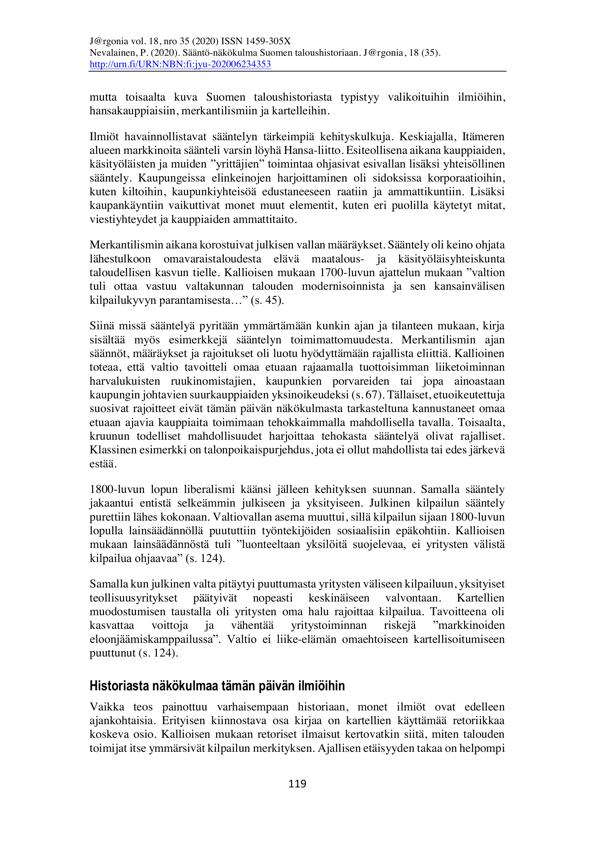 J@rgonia vol. 18, nro 35 (2020) ISSN 1459-305X
Nevalainen, P. (2020). Sääntö-näkökulma Suomen taloushistoriaan. J@rgonia, 18 (35).
http://urn.fi/URN:NBN:fi:jyu-202006234353
mutta toisaalta kuva Suomen taloushistoriasta typistyy valikoituihin ilmiöihin,
hansakauppiaisiin, merkantilismiin ja kartelleihin.
Ilmiöt havainnollistavat sääntelyn tärkeimpiä kehityskulkuja. Keskiajalla, Itämeren
alueen markkinoita säänteli varsin löyhä Hansa-liitto. Esiteollisena aikana kauppiaiden,
käsityöläisten ja muiden ”yrittäjien” toimintaa ohjasivat esivallan lisäksi yhteisöllinen
sääntely. Kaupungeissa elinkeinojen harjoittaminen oli sidoksissa korporaatioihin,
kuten kiltoihin, kaupunkiyhteisöä edustaneeseen raatiin ja ammattikuntiin. Lisäksi
kaupankäyntiin vaikuttivat monet muut elementit, kuten eri puolilla käytetyt mitat,
viestiyhteydet ja kauppiaiden ammattitaito.
Merkantilismin aikana korostuivat julkisen vallan määräykset. Sääntely oli keino ohjata
lähestulkoon omavaraistaloudesta elävä maatalous- ja käsityöläisyhteiskunta
taloudellisen kasvun tielle. Kallioisen mukaan 1700-luvun ajattelun mukaan ”valtion
tuli ottaa vastuu valtakunnan talouden modernisoinnista ja sen kansainvälisen
kilpailukyvyn parantamisesta…” (s. 45).
Siinä missä sääntelyä pyritään ymmärtämään kunkin ajan ja tilanteen mukaan, kirja
sisältää myös esimerkkejä sääntelyn toimimattomuudesta. Merkantilismin ajan
säännöt, määräykset ja rajoitukset oli luotu hyödyttämään rajallista eliittiä. Kallioinen
toteaa, että valtio tavoitteli omaa etuaan rajaamalla tuottoisimman liiketoiminnan
harvalukuisten ruukinomistajien, kaupunkien porvareiden tai jopa ainoastaan
kaupungin johtavien suurkauppiaiden yksinoikeudeksi (s. 67). Tällaiset, etuoikeutettuja
suosivat rajoitteet eivät tämän päivän näkökulmasta tarkasteltuna kannustaneet omaa
etuaan ajavia kauppiaita toimimaan tehokkaimmalla mahdollisella tavalla. Toisaalta,
kruunun todelliset mahdollisuudet harjoittaa tehokasta sääntelyä olivat rajalliset.
Klassinen esimerkki on talonpoikaispurjehdus, jota ei ollut mahdollista tai edes järkevä
estää.
1800-luvun lopun liberalismi käänsi jälleen kehityksen suunnan. Samalla sääntely
jakaantui entistä selkeämmin julkiseen ja yksityiseen. Julkinen kilpailun sääntely
purettiin lähes kokonaan. Valtiovallan asema muuttui, sillä kilpailun sijaan 1800-luvun
lopulla lainsäädännöllä puututtiin työntekijöiden sosiaalisiin epäkohtiin. Kallioisen
mukaan lainsäädännöstä tuli ”luonteeltaan yksilöitä suojelevaa, ei yritysten välistä
kilpailua ohjaavaa” (s. 124).
Samalla kun julkinen valta pitäytyi puuttumasta yritysten väliseen kilpailuun, yksityiset
teollisuusyritykset päätyivät nopeasti keskinäiseen valvontaan. Kartellien
muodostumisen taustalla oli yritysten oma halu rajoittaa kilpailua. Tavoitteena oli
kasvattaa voittoja ja vähentää yritystoiminnan riskejä ”markkinoiden
eloonjäämiskamppailussa”. Valtio ei liike-elämän omaehtoiseen kartellisoitumiseen
puuttunut (s. 124).
Historiasta näkökulmaa tämän päivän ilmiöihin
Vaikka teos painottuu varhaisempaan historiaan, monet ilmiöt ovat edelleen
ajankohtaisia. Erityisen kiinnostava osa kirjaa on kartellien käyttämää retoriikkaa
koskeva osio. Kallioisen mukaan retoriset ilmaisut kertovatkin siitä, miten talouden
toimijat itse ymmärsivät kilpailun merkityksen. Ajallisen etäisyyden takaa on helpompi
119